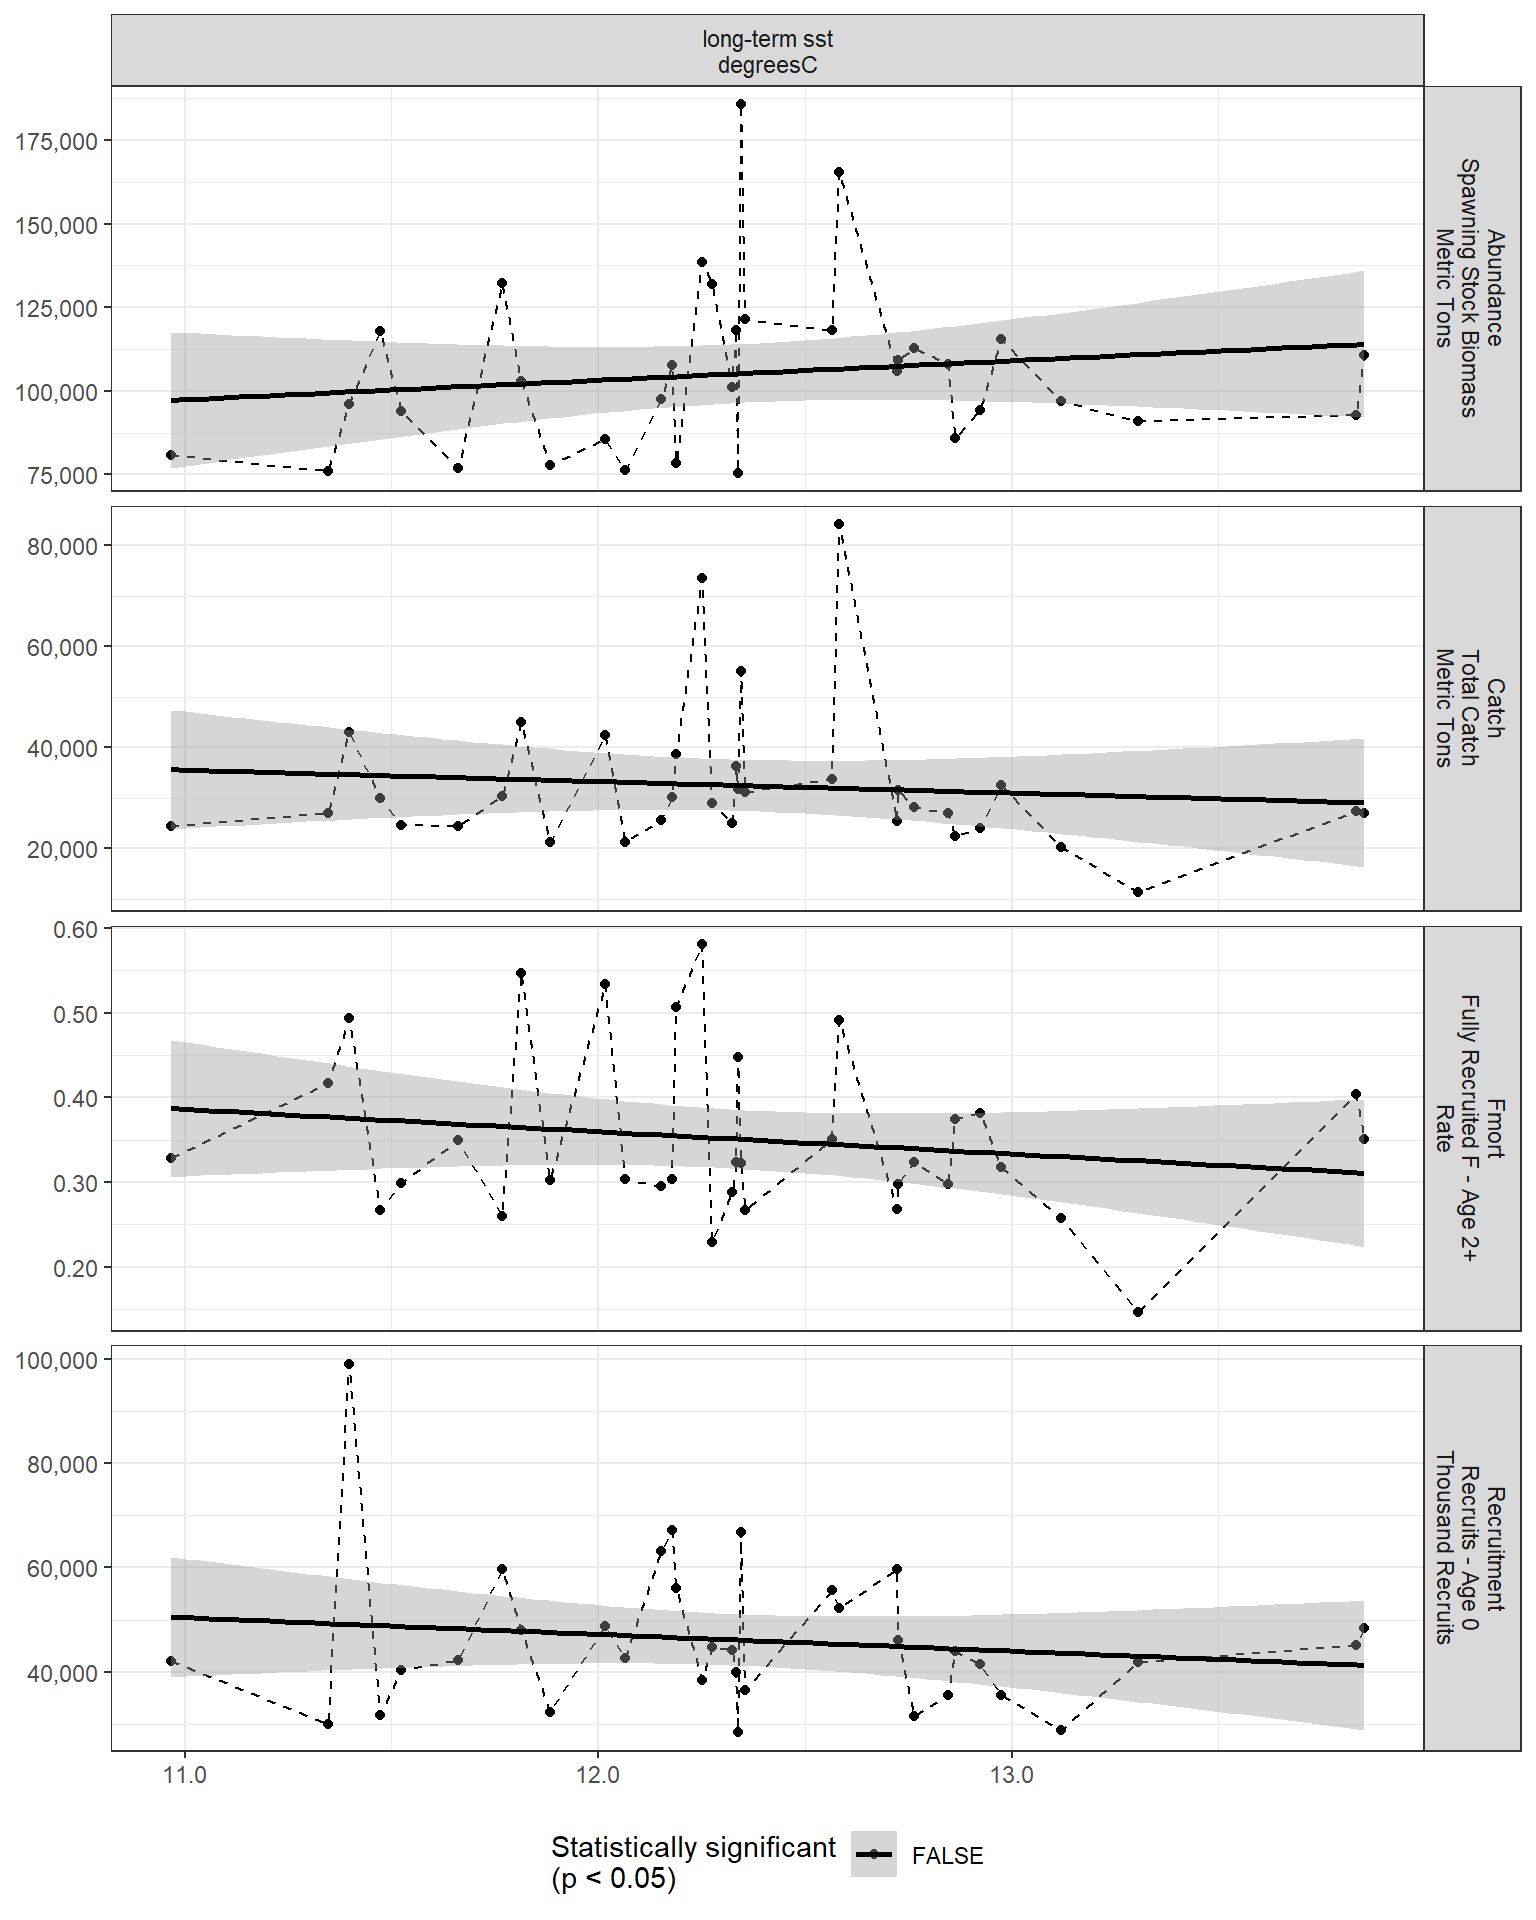 long-term sst
degreesC
175,000
150,000
125,000
100,000
75,000
Abundance
Spawning Stock Biomass
Metric Tons
80,000
60,000
40,000
20,000
Catch
Total Catch
Metric Tons
0.60
0.50
0.40
0.30
0.20
Fmort
Fully Recruited F - Age 2+
Rate
100,000
80,000
60,000
40,000
Recruitment
Recruits - Age 0
Thousand Recruits
11.0
12.0
13.0
Statistically significant
(p < 0.05)
FALSE